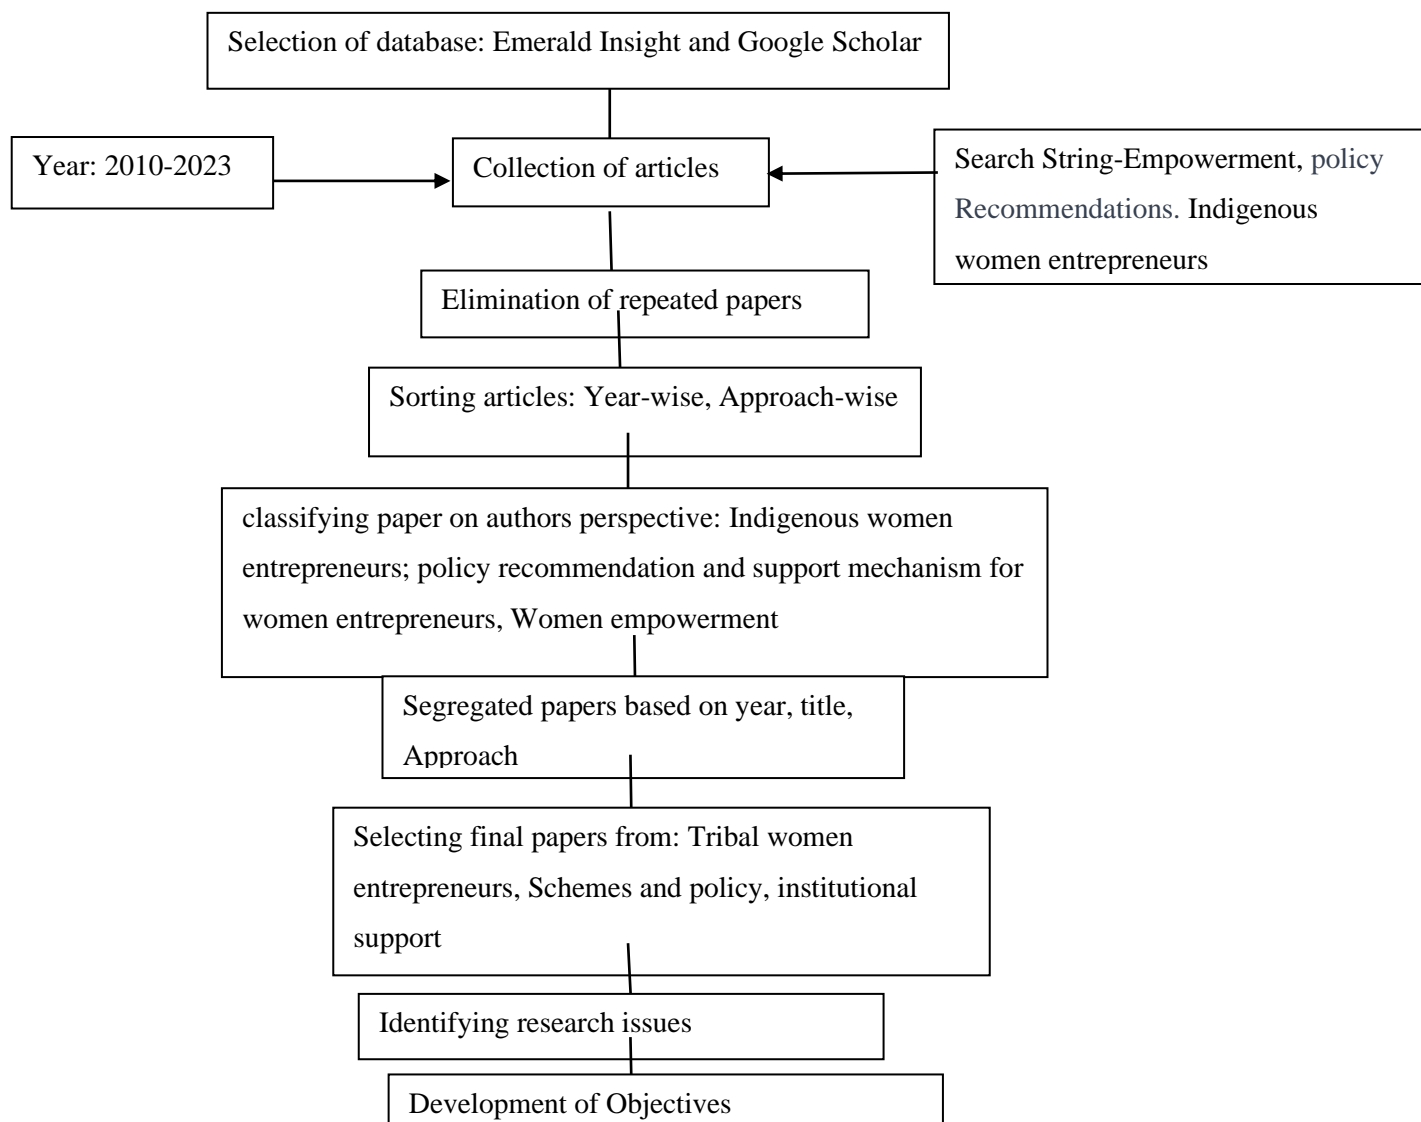 Selection of database: Emerald Insight and Google Scholar
Year: 2010-2023
Collection of articles
Search String-Empowerment, policy
Recommendations. Indigenous
women entrepreneurs
Elimination of repeated papers
Sorting articles: Year-wise, Approach-wise
classifying paper on authors perspective: Indigenous women
entrepreneurs; policy recommendation and support mechanism for
women entrepreneurs, Women empowerment
Segregated papers based on year, title,
Approach
Selecting final papers from: Tribal women
entrepreneurs, Schemes and policy, institutional
support
Identifying research issues
Development of Objectives